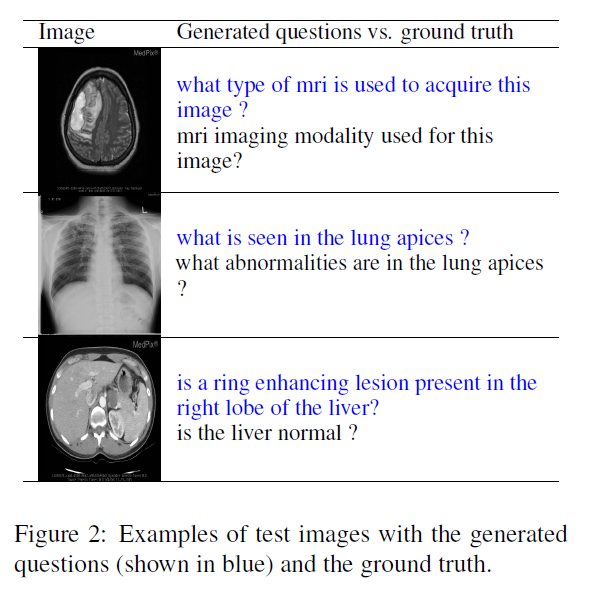 Image Generated questions vs. ground truth
MedPix®
what type of mri is used to acquire this
image ?
mri imaging modality used for this
image?
L
what is seen in the lung apices ?
what abnormalities are in the lung apices
?
MedPix®
is a ring enhancing lesion present in the
right lobe of the liver?
is the liver normal ?
Figure 2: Examples of test images with the generated
questions (shown in blue) and the ground truth.